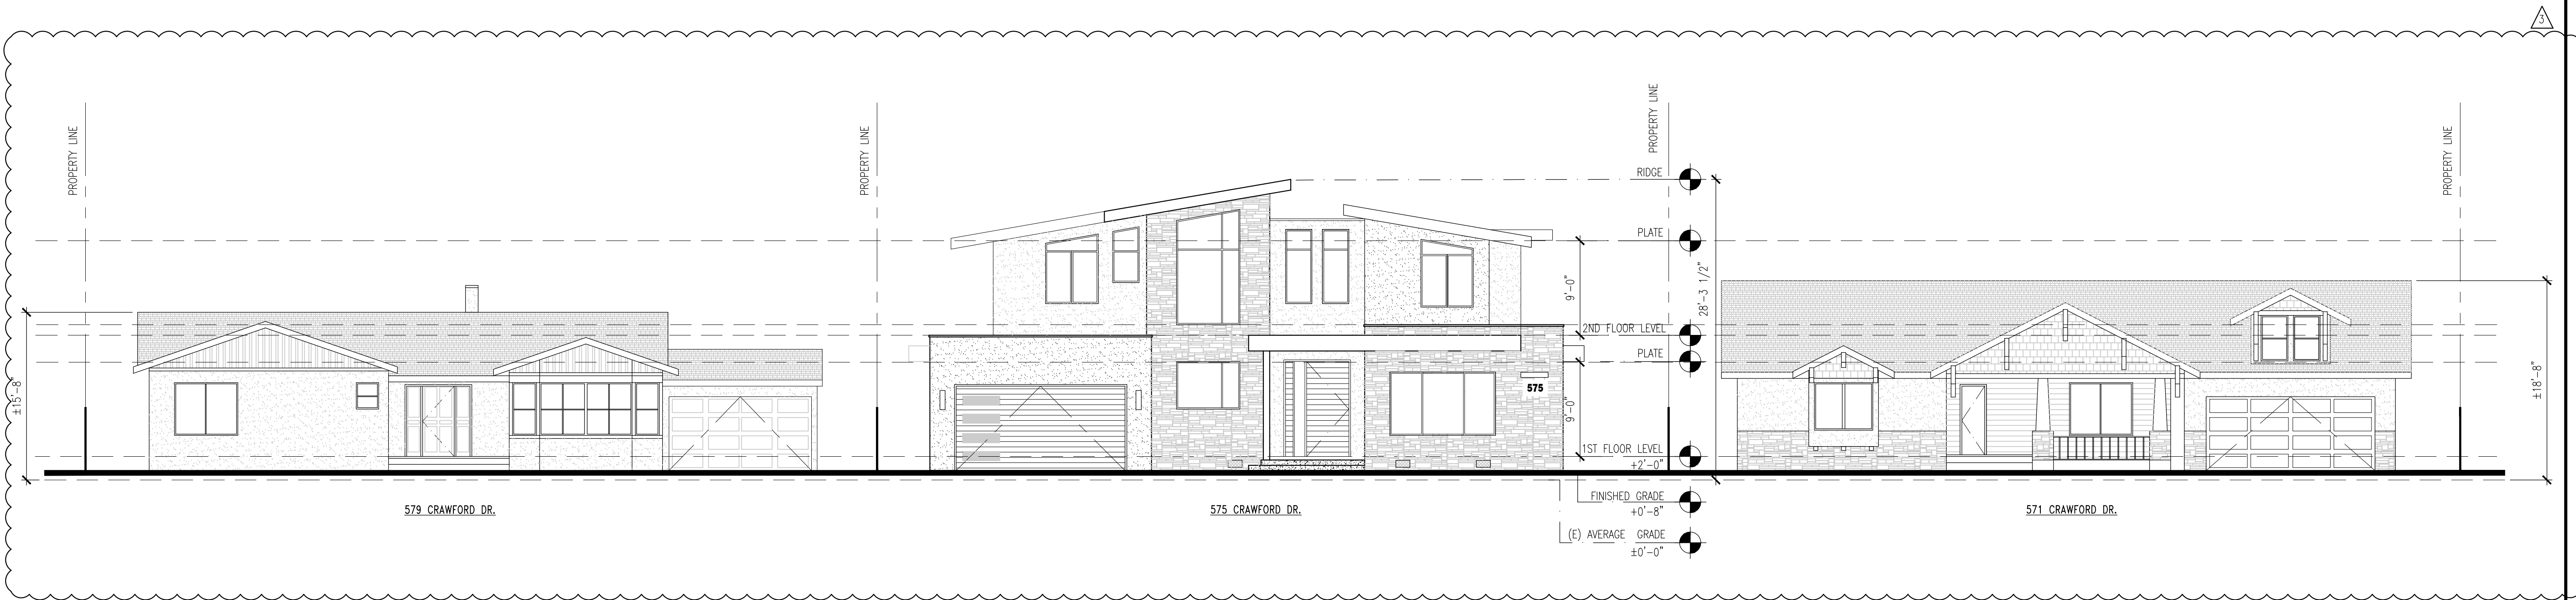 3
PROPERTY LINE
PROPERTY LINE
PROPERTY LINE
PROPERTY LINE
RIDGE
PLATE
9'-0"
28'-3 1/2"
2ND FLOOR LEVEL
PLATE
575
9'-0"
1ST FLOOR LEVEL
+2'-0"
±15'-8"
±18'-8"
FINISHED GRADE
+0'-8"
(E) AVERAGE GRADE
±0'-0"
579 CRAWFORD DR.
575 CRAWFORD DR.
571 CRAWFORD DR.